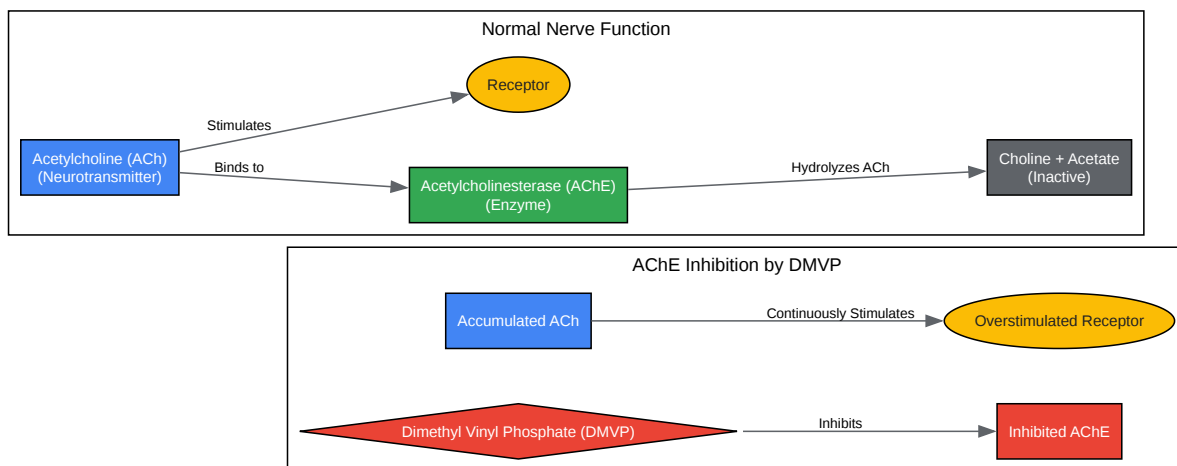 Normal Nerve Function
Receptor
Stimulates
Acetylcholine (ACh)
(Neurotransmitter)
Binds to
Acetylcholinesterase (AChE)
(Enzyme)
Hydrolyzes ACh
Choline + Acetate
(Inactive)
AChE Inhibition by DMVP
Accumulated ACh
Continuously Stimulates
Overstimulated Receptor
Dimethyl Vinyl Phosphate (DMVP)
Inhibits
Inhibited AChE